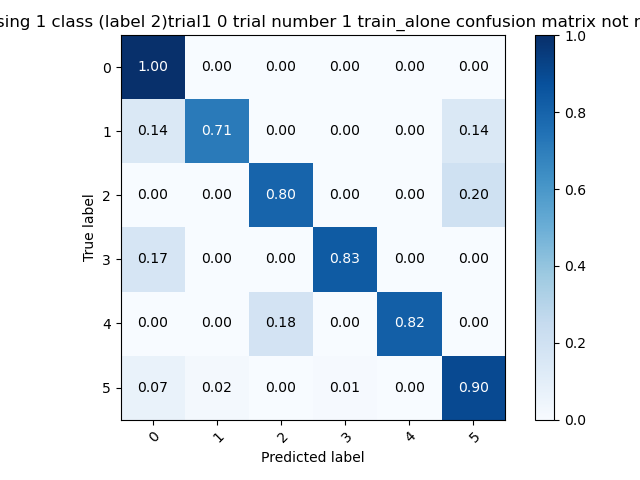 sing 1 class (label 2)trial1 0 trial number 1 train_alone confusion matrix not
0 1.00 0.00 0.00 0.00 0.00 0.00
1 0.14 0.71 0.00 0.00 0.00 0.14
2 0.00 0.00 0.80 0.00 0.00 0.20
3 0.17 0.00 0.00 0.83 0.00 0.00
4 0.00 0.00 0.18 0.00 0.82 0.00
5 0.07 0.02 0.00 0.01 0.00 0.90
0 1 2 3 4 5
True label
Predicted label
1.0
0.8
0.6
0.4
0.2
0.0